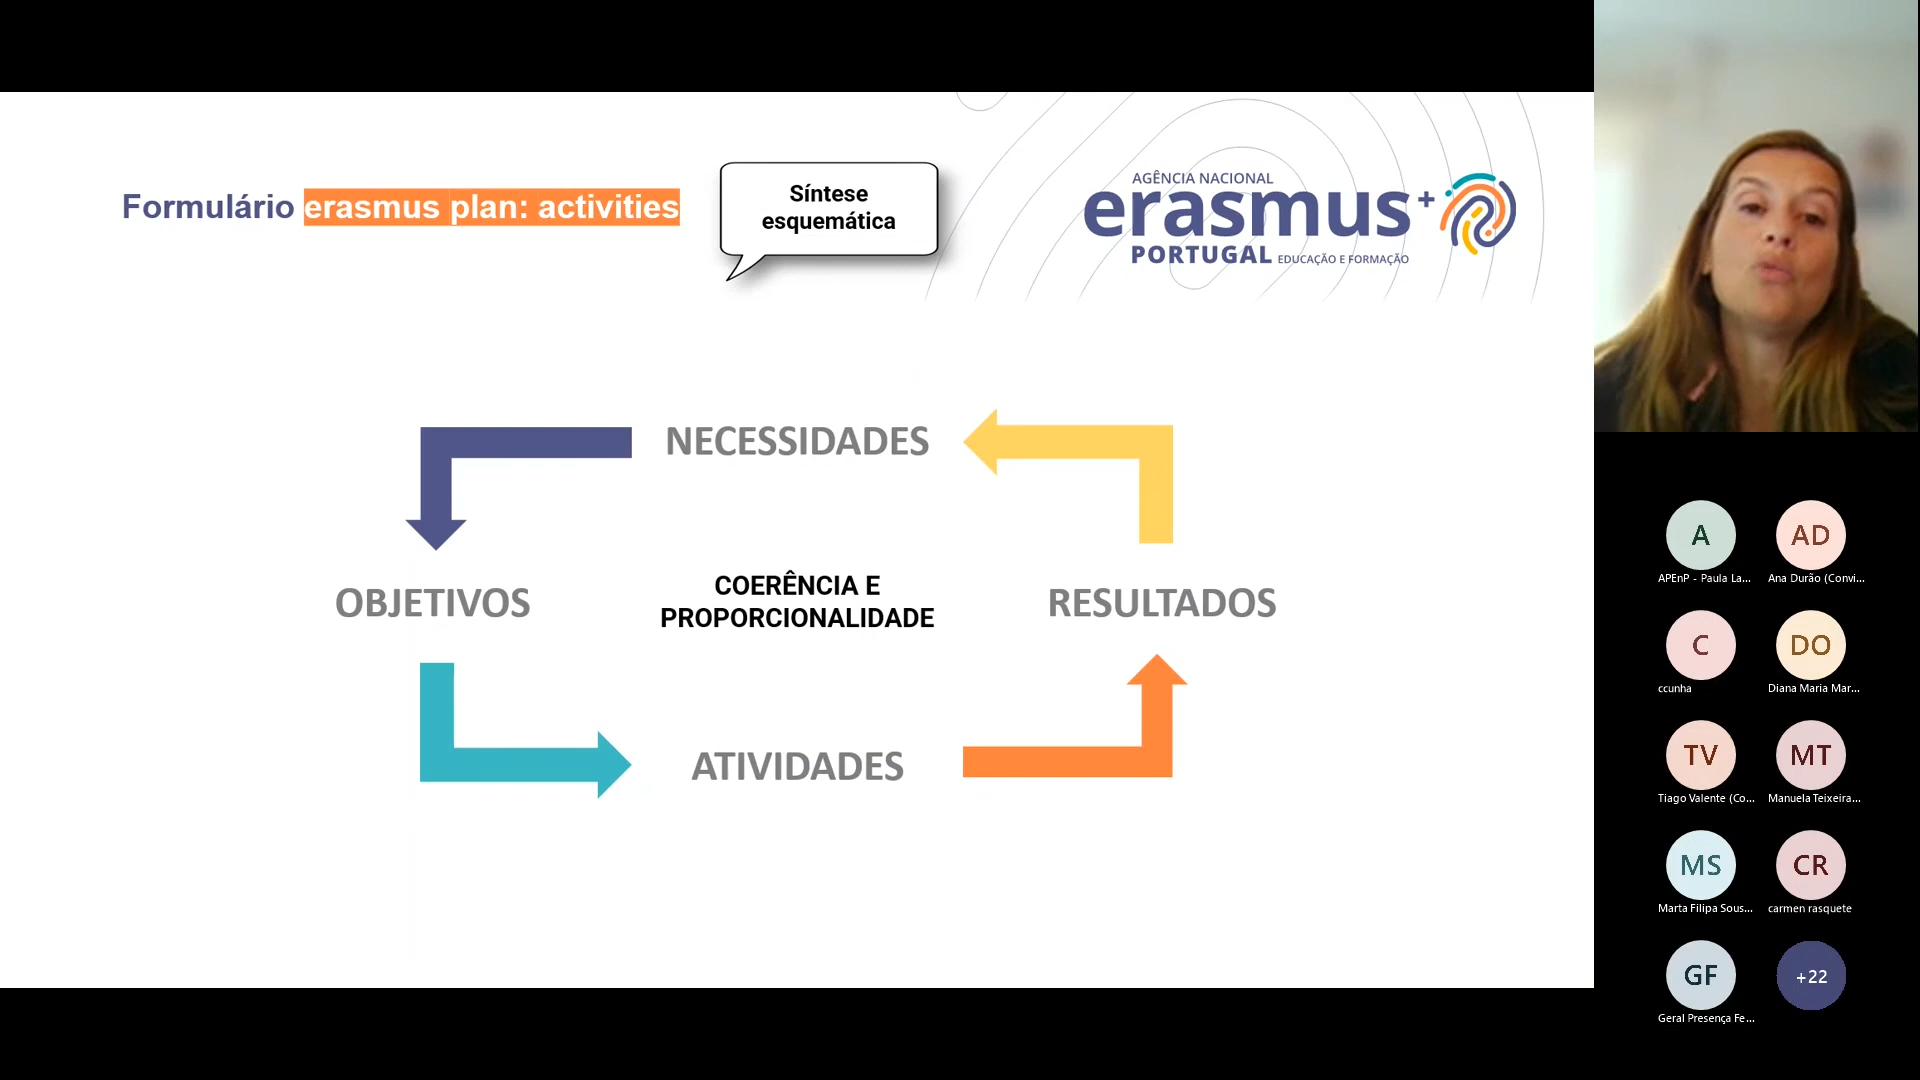 Formulário erasmus plan: activities
Síntese
esquemática
AGÊNCIA NACIONAL
erasmus+
PORTUGAL EDUCAÇÃO E FORMAÇÃO
NECESSIDADES
OBJETIVOS
COERÊNCIA E
PROPORCIONALIDADE
RESULTADOS
ATIVIDADES
A
AD
APEnP - Paula La...
Ana Durão (Convi...
C
DO
ccunha
Diana Maria Mar...
TV
MT
Tiago Valente (Co...
Manuela Teixeira...
MS
CR
Marta Filipa Sous...
carmen rasquete
GF
+22
Geral Presença Fe...